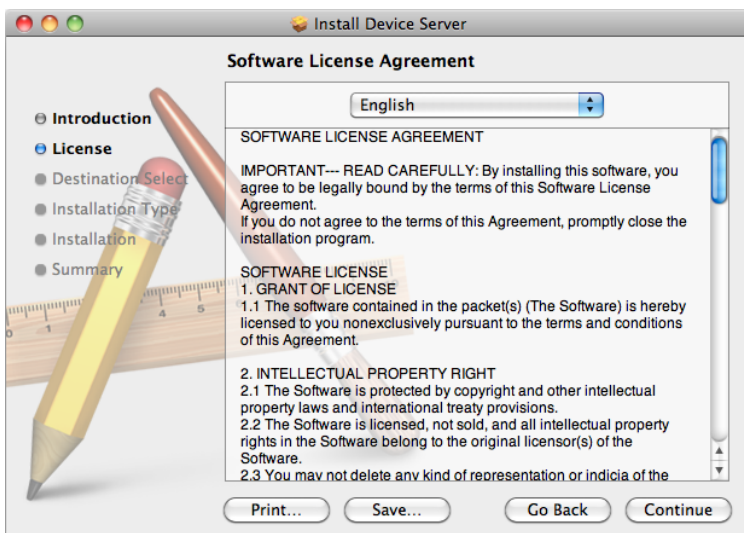 Install Device Server
Software License Agreement
Introduction
License
Destination Select
Installation Type
Installation
Summary
English
SOFTWARE LICENSE AGREEMENT
IMPORTANT--- READ CAREFULLY: By installing this software, you
agree to be legally bound by the terms of this Software License
Agreement.
If you do not agree to the terms of this Agreement, promptly close the
installation program.
SOFTWARE LICENSE
1. GRANT OF LICENSE
1.1 The software contained in the packet(s) (The Software) is hereby
licensed to you nonexclusively pursuant to the terms and conditions
of this Agreement.
2. INTELLECTUAL PROPERTY RIGHT
2.1 The Software is protected by copyright and other intellectual
property laws and international treaty provisions.
2.2 The Software is licensed, not sold, and all intellectual property
rights in the Software belong to the original licensor(s) of the
Software.
2.3 You may not delete any kind of representation or indicia of the
0 1 4 5
Print... Save... Go Back Continue